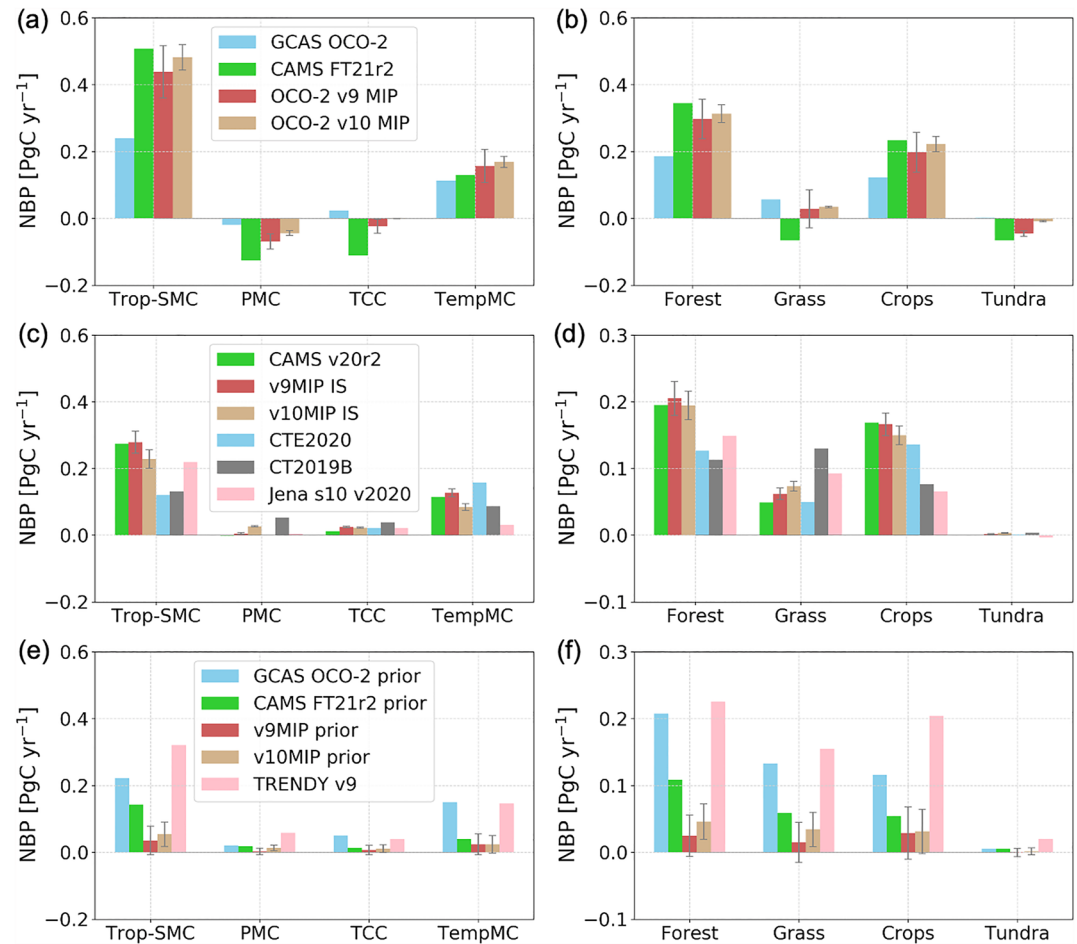 (a)
NBP [PgC yr⁻¹]
0.6
0.4
0.2
0.0
−0.2
GCAS OCO-2
CAMS FT21r2
OCO-2 v9 MIP
OCO-2 v10 MIP
Trop-SMC PMC TCC TempMC
(b)
NBP [PgC yr⁻¹]
0.6
0.4
0.2
0.0
−0.2
Forest Grass Crops Tundra
(c)
NBP [PgC yr⁻¹]
0.6
0.4
0.2
0.0
−0.2
CAMS v20r2
v9MIP IS
v10MIP IS
CTE2020
CT2019B
Jena s10 v2020
Trop-SMC PMC TCC TempMC
(d)
NBP [PgC yr⁻¹]
0.3
0.2
0.1
0.0
−0.1
Forest Grass Crops Tundra
(e)
NBP [PgC yr⁻¹]
0.6
0.4
0.2
0.0
−0.2
GCAS OCO-2 prior
CAMS FT21r2 prior
v9MIP prior
v10MIP prior
TRENDY v9
Trop-SMC PMC TCC TempMC
(f)
NBP [PgC yr⁻¹]
0.3
0.2
0.1
0.0
−0.1
Forest Grass Crops Tundra